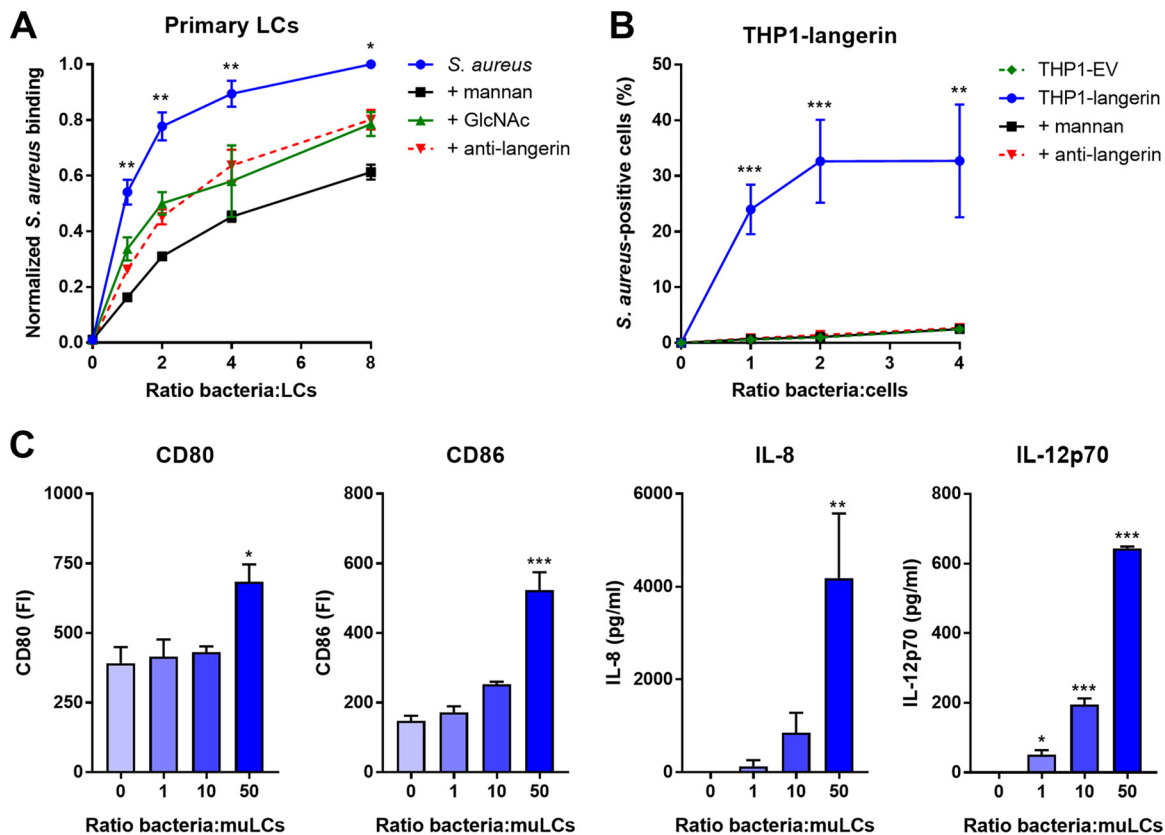 A
Primary LCs
Normalized S. aureus binding
1.0
0.8
0.6
0.4
0.2
0.0
** ** ** *
0 2 4 6 8
Ratio bacteria:LCs
S. aureus
+ mannan
+ GlcNAc
+ anti-langerin
B
THP1-langerin
S. aureus-positive cells (%)
50
40
30
20
10
0
*** *** **
0 1 2 3 4
Ratio bacteria:cells
THP1-EV
THP1-langerin
+ mannan
+ anti-langerin
C
CD80
CD80 (FI)
1000
750
500
250
0
*
0 1 10 50
Ratio bacteria:muLCs
CD86
CD86 (FI)
800
600
400
200
0
***
0 1 10 50
Ratio bacteria:muLCs
IL-8
IL-8 (pg/ml)
6000
4000
2000
0
**
0 1 10 50
Ratio bacteria:muLCs
IL-12p70
IL-12p70 (pg/ml)
800
600
400
200
0
* *** ***
0 1 10 50
Ratio bacteria:muLCs